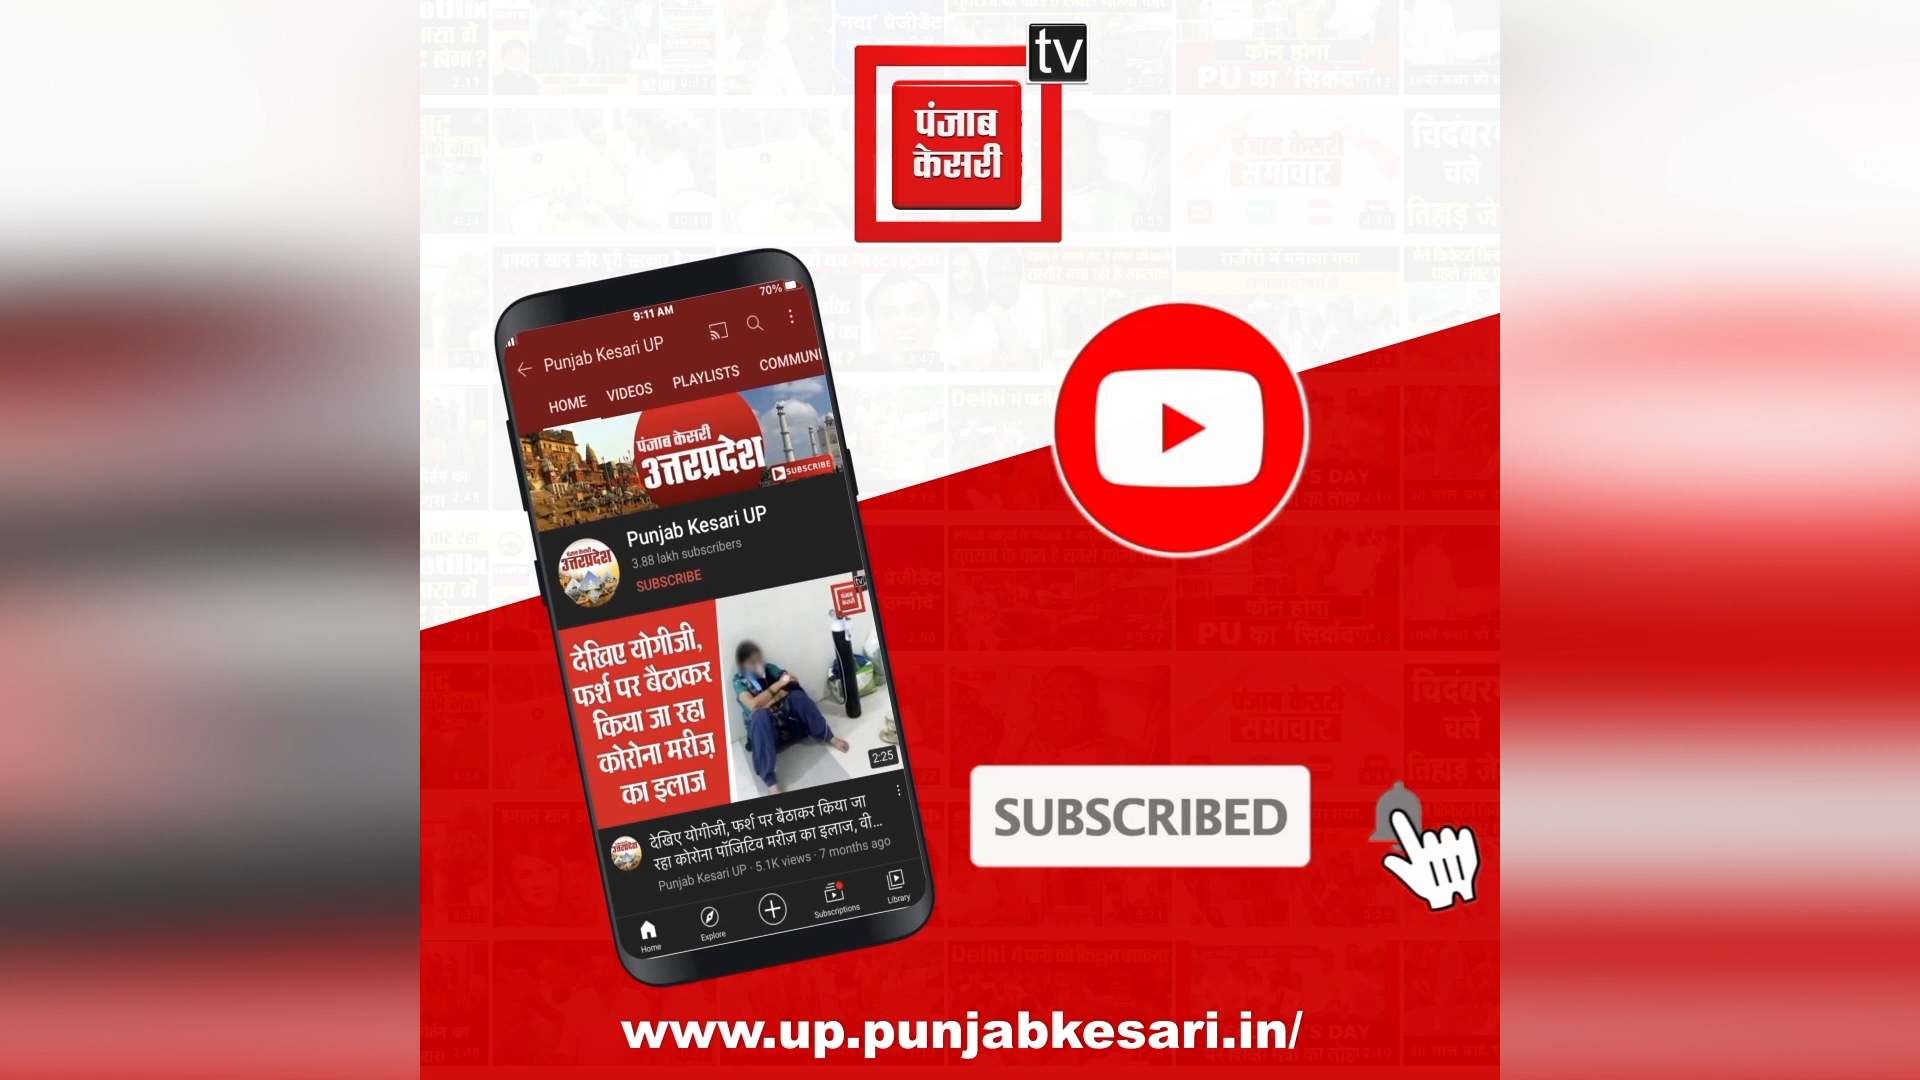 tv
पंजाब
केसरी
9:11 AM
70%
Punjab Kesari UP
HOME VIDEOS PLAYLISTS COMMUNI
पंजाब केसरी
उत्तरप्रदेश
SUBSCRIBE
Punjab Kesari UP
3.88 lakh subscribers
SUBSCRIBE
देखिए योगीजी,
फर्श पर बैठाकर
किया जा रहा
कोरोना मरीज़
का इलाज
2:25
देखिए योगीजी, फर्श पर बैठाकर किया जा
रहा कोरोना पॉजिटिव मरीज़ का इलाज, वी...
Punjab Kesari UP · 5.1K views · 7 months ago
Home Explore Subscriptions Library
SUBSCRIBED
www.up.punjabkesari.in/